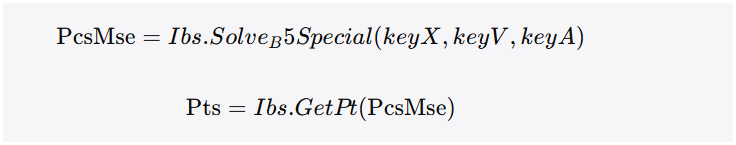 PcsMse = Ibs.Solve_B5Special(keyX, keyV, keyA)
Pts = Ibs.GetPt(PcsMse)